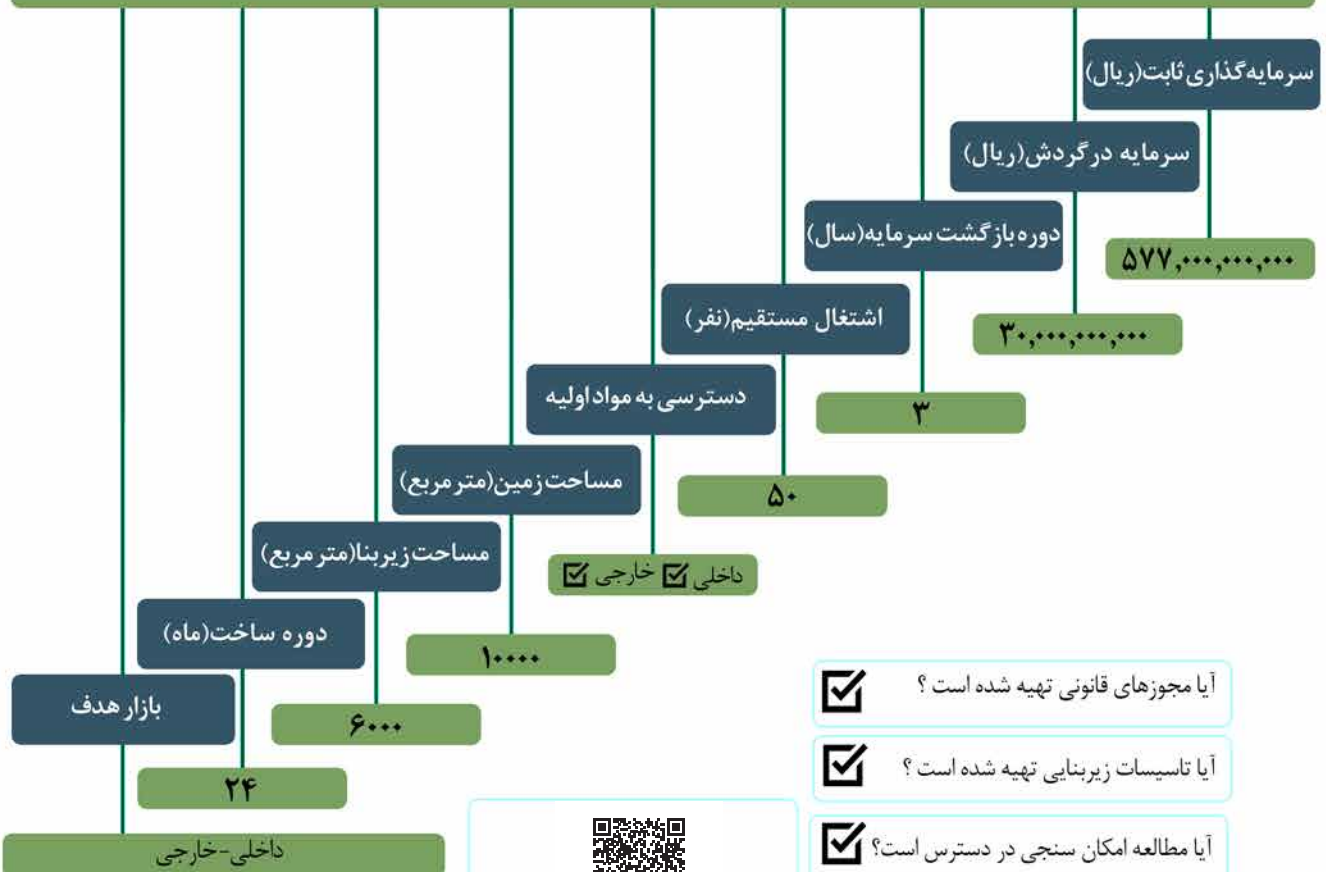 سرمایه‌گذاری ثابت(ریال)
۵۷۷,۰۰۰,۰۰۰,۰۰۰
سرمایه در گردش(ریال)
۳۰,۰۰۰,۰۰۰,۰۰۰
دوره بازگشت سرمایه(سال)
۳
اشتغال مستقیم(نفر)
۵۰
دسترسی به مواد اولیه
داخلی ☑ خارجی ☑
مساحت زمین(متر مربع)
۱۰۰۰۰
مساحت زیربنا(متر مربع)
۶۰۰۰
دوره ساخت(ماه)
۲۴
بازار هدف
داخلی-خارجی
آیا مجوزهای قانونی تهیه شده است ؟ ☑
آیا تاسیسات زیربنایی تهیه شده است ؟ ☑
آیا مطالعه امکان سنجی در دسترس است؟ ☑